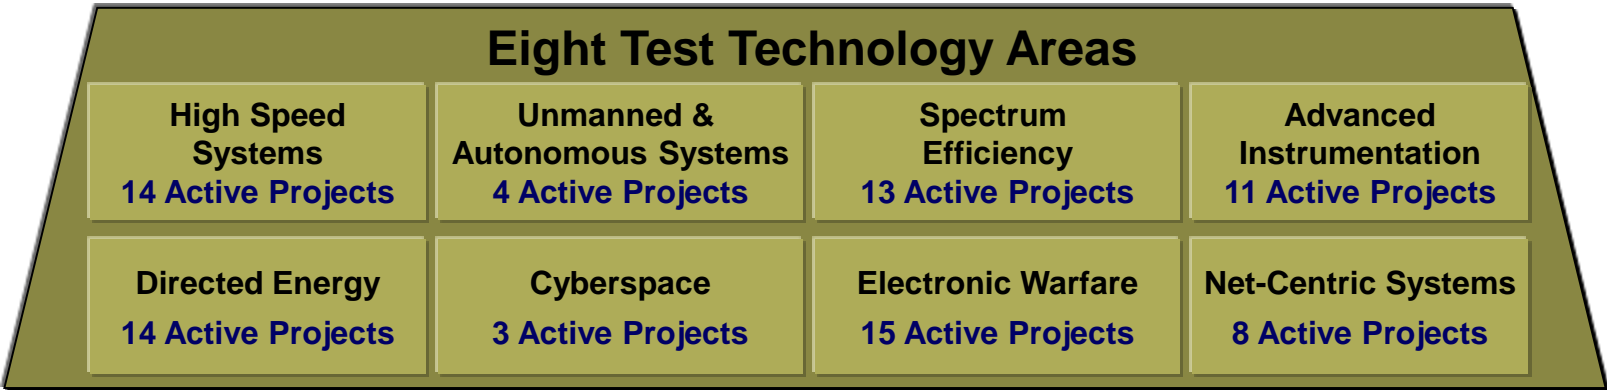 Eight Test Technology Areas
High Speed
Systems
14 Active Projects
Unmanned &
Autonomous Systems
4 Active Projects
Spectrum
Efficiency
13 Active Projects
Advanced
Instrumentation
11 Active Projects
Directed Energy
14 Active Projects
Cyberspace
3 Active Projects
Electronic Warfare
15 Active Projects
Net-Centric Systems
8 Active Projects